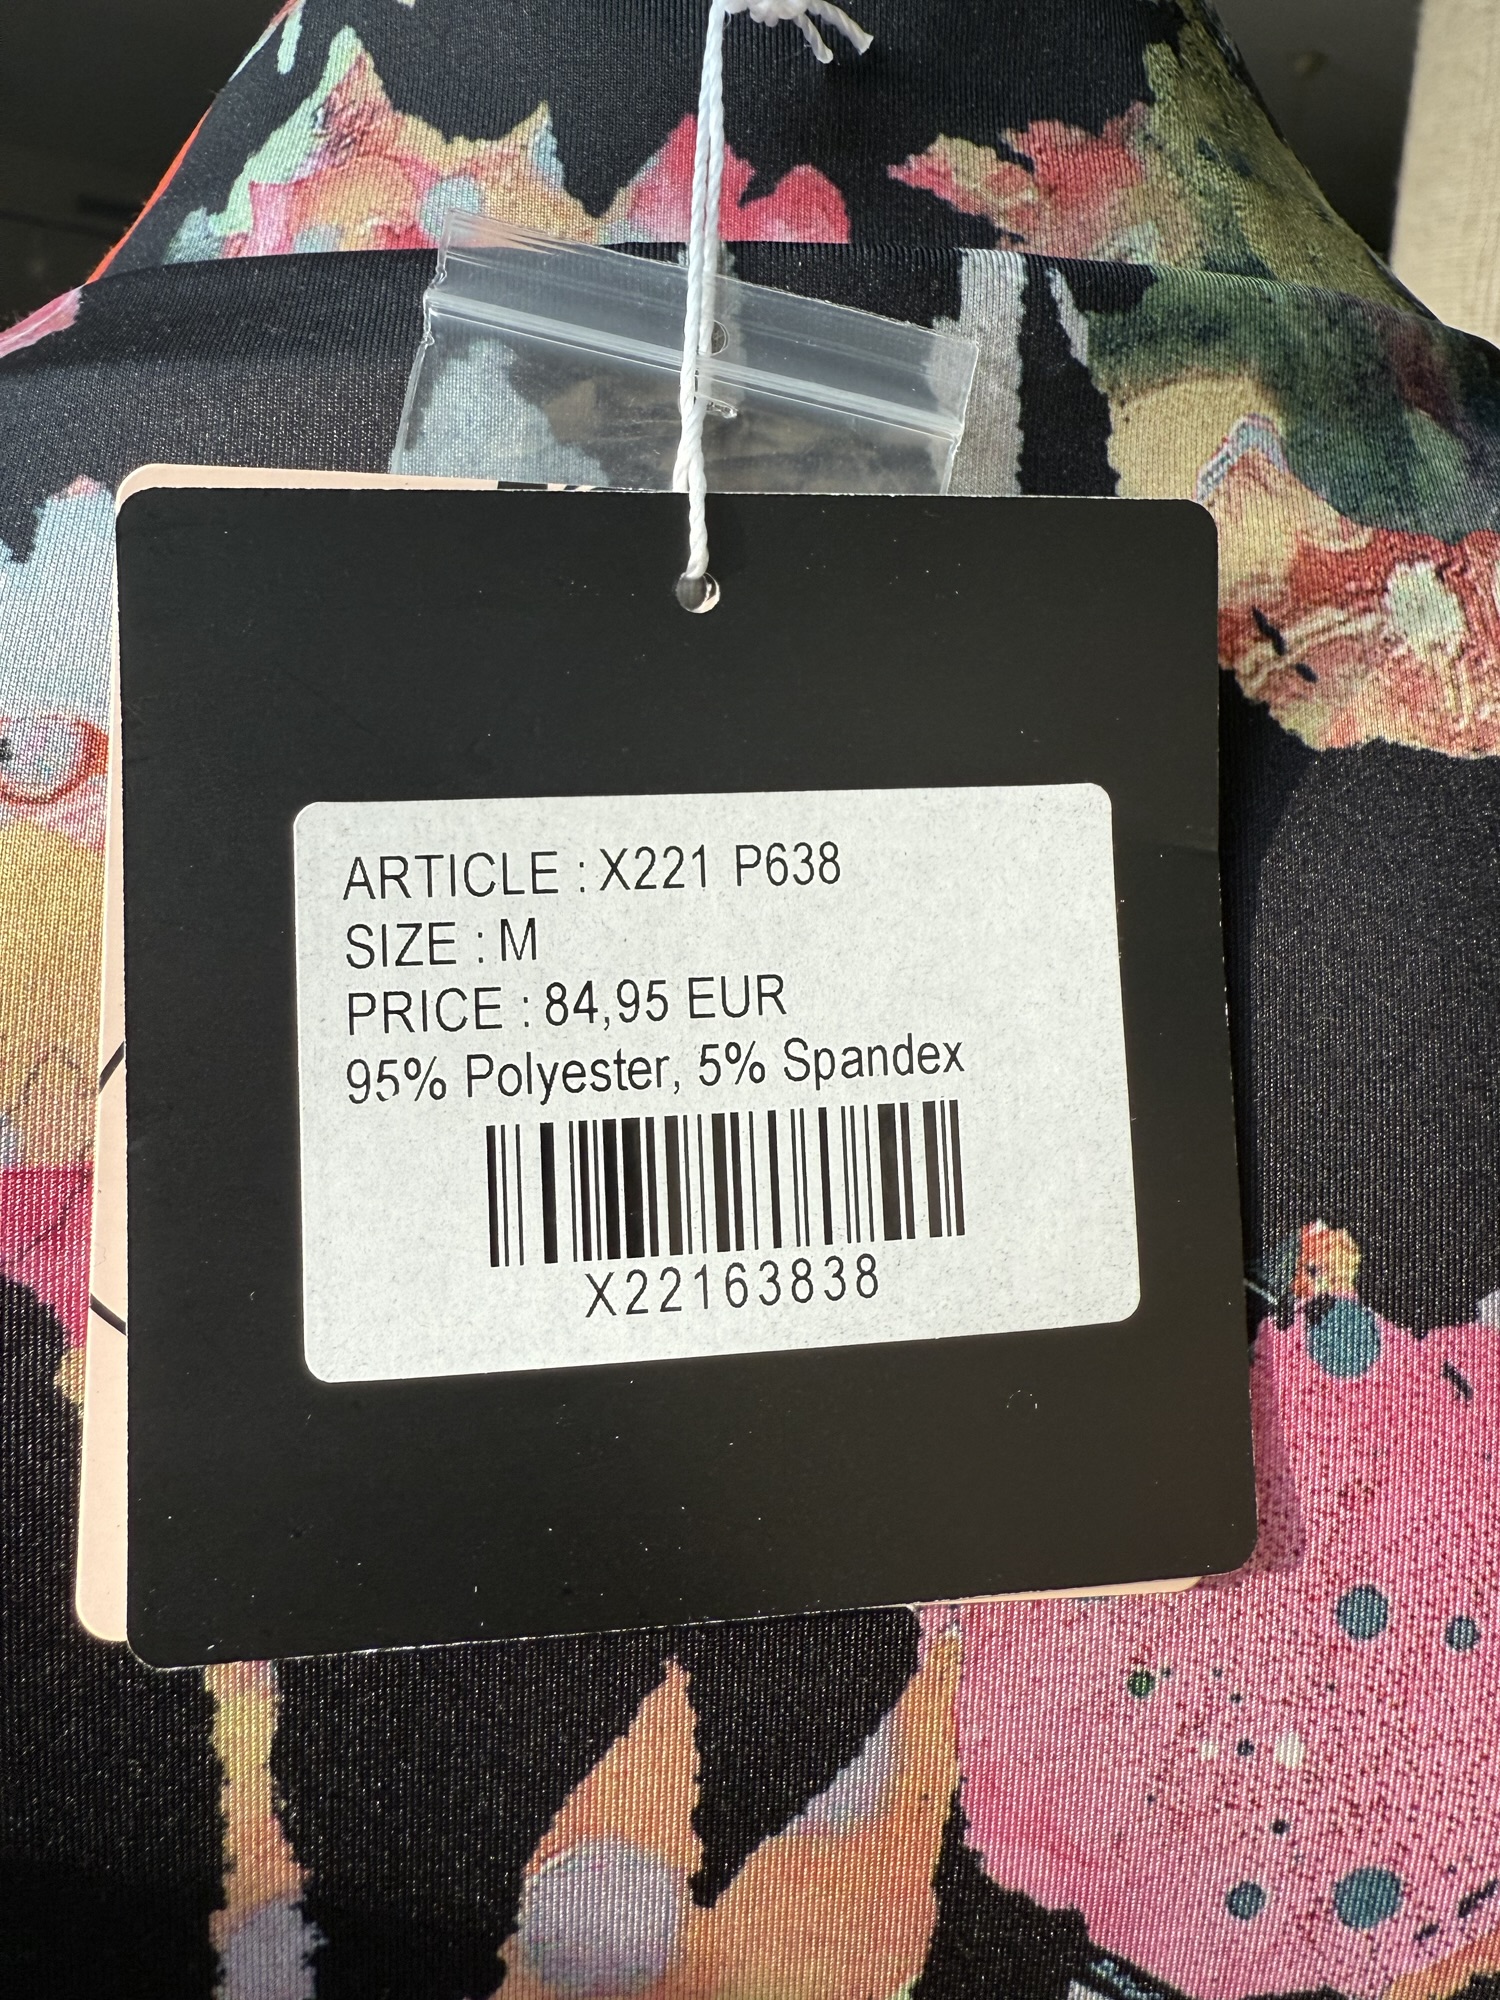 ARTICLE : X221 P638
SIZE : M
PRICE : 84,95 EUR
95% Polyester, 5% Spandex
X22163838